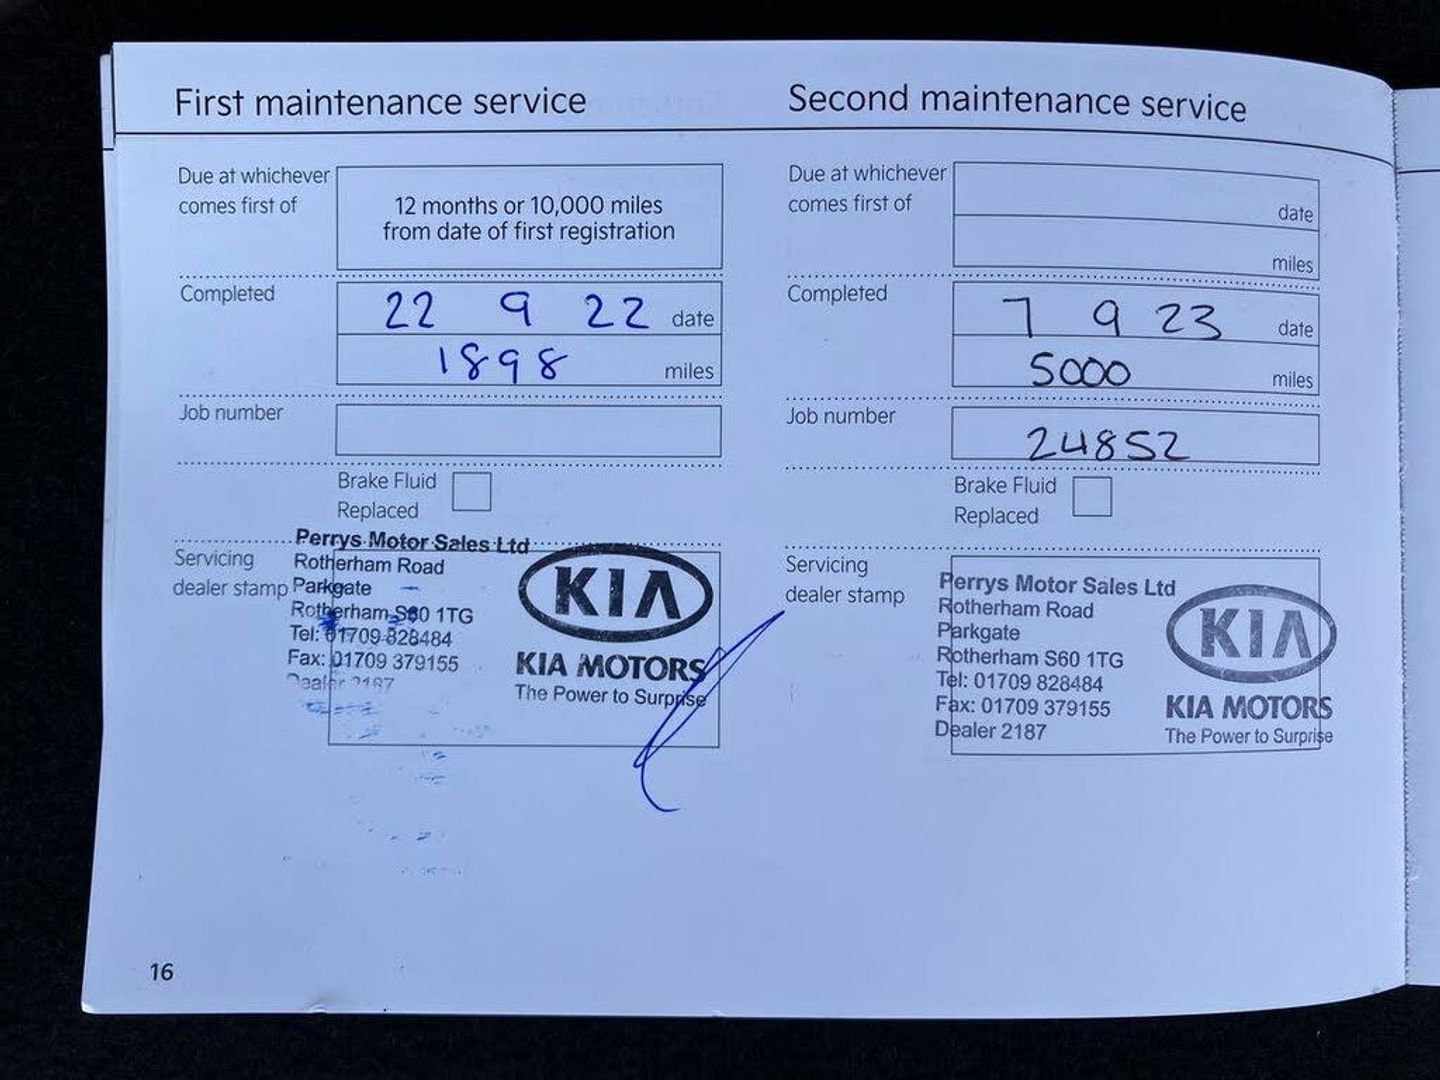 First maintenance service
Due at whichever
comes first of
12 months or 10,000 miles
from date of first registration
Completed
22 9 22 date
1898 miles
Job number
Brake Fluid
Replaced
Servicing
dealer stamp
Perrys Motor Sales Ltd
Rotherham Road
Parkgate
Rotherham S60 1TG
Tel: 01709 828484
Fax: 01709 379155
Dealer 2187
KIA
KIA MOTORS
The Power to Surprise
Second maintenance service
Due at whichever
comes first of
date
miles
Completed
7 9 23 date
5000 miles
Job number
24852
Brake Fluid
Replaced
Servicing
dealer stamp
Perrys Motor Sales Ltd
Rotherham Road
Parkgate
Rotherham S60 1TG
Tel: 01709 828484
Fax: 01709 379155
Dealer 2187
KIA
KIA MOTORS
The Power to Surprise
16